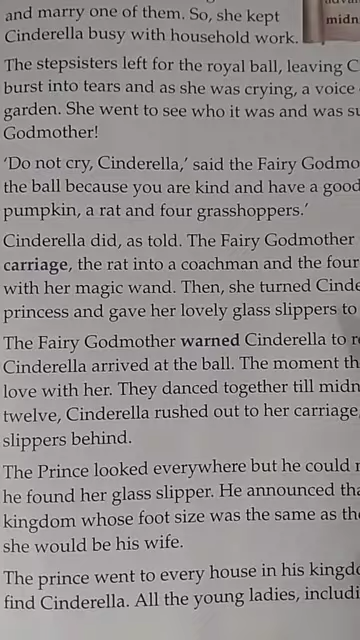 and marry one of them. So, she kept
Cinderella busy with household work.
midn
The stepsisters left for the royal ball, leaving C
burst into tears and as she was crying, a voice
garden. She went to see who it was and was su
Godmother!
‘Do not cry, Cinderella,’ said the Fairy Godmo
the ball because you are kind and have a good
pumpkin, a rat and four grasshoppers.’
Cinderella did, as told. The Fairy Godmother
carriage, the rat into a coachman and the four
with her magic wand. Then, she turned Cinde
princess and gave her lovely glass slippers to
The Fairy Godmother warned Cinderella to re
Cinderella arrived at the ball. The moment th
love with her. They danced together till midn
twelve, Cinderella rushed out to her carriage,
slippers behind.
The Prince looked everywhere but he could
he found her glass slipper. He announced tha
kingdom whose foot size was the same as the
she would be his wife.
The prince went to every house in his kingdo
find Cinderella. All the young ladies, includi